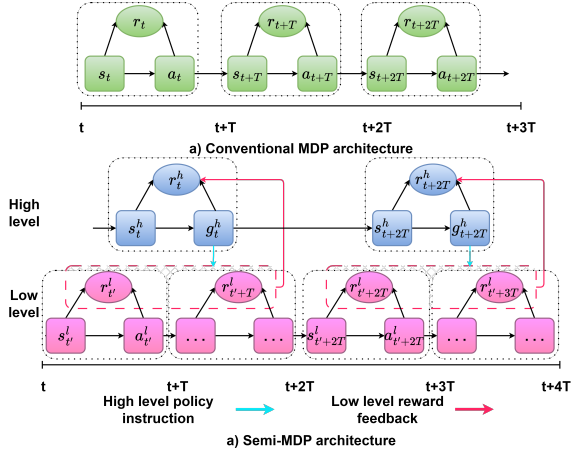 r_t r_{t+T} r_{t+2T}
s_t a_t s_{t+T} a_{t+T} s_{t+2T} a_{t+2T}
t t+T t+2T t+3T
a) Conventional MDP architecture
High level
r^h_t r^h_{t+2T}
s^h_t g^h_t s^h_{t+2T} g^h_{t+2T}
Low level
r^l_{t'} r^l_{t'+T} r^l_{t'+2T} r^l_{t'+3T}
s^l_{t'} a^l_{t'} ... ... s^l_{t'+2T} a^l_{t'+2T} ... ...
t t+T t+2T t+3T t+4T
High level policy instruction
Low level reward feedback
a) Semi-MDP architecture